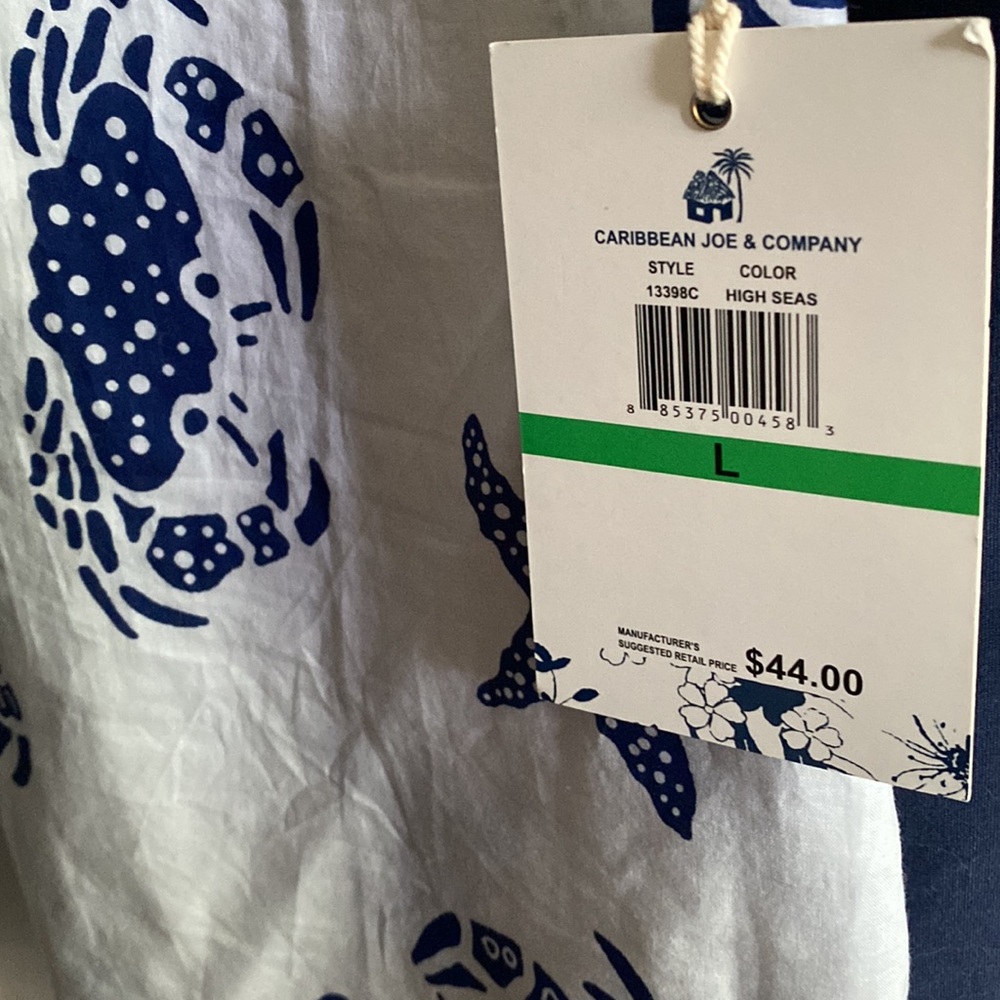 CARIBBEAN JOE & COMPANY
STYLE COLOR
13398C HIGH SEAS
8 85375 00458 3
L
MANUFACTURER'S
SUGGESTED RETAIL PRICE $44.00